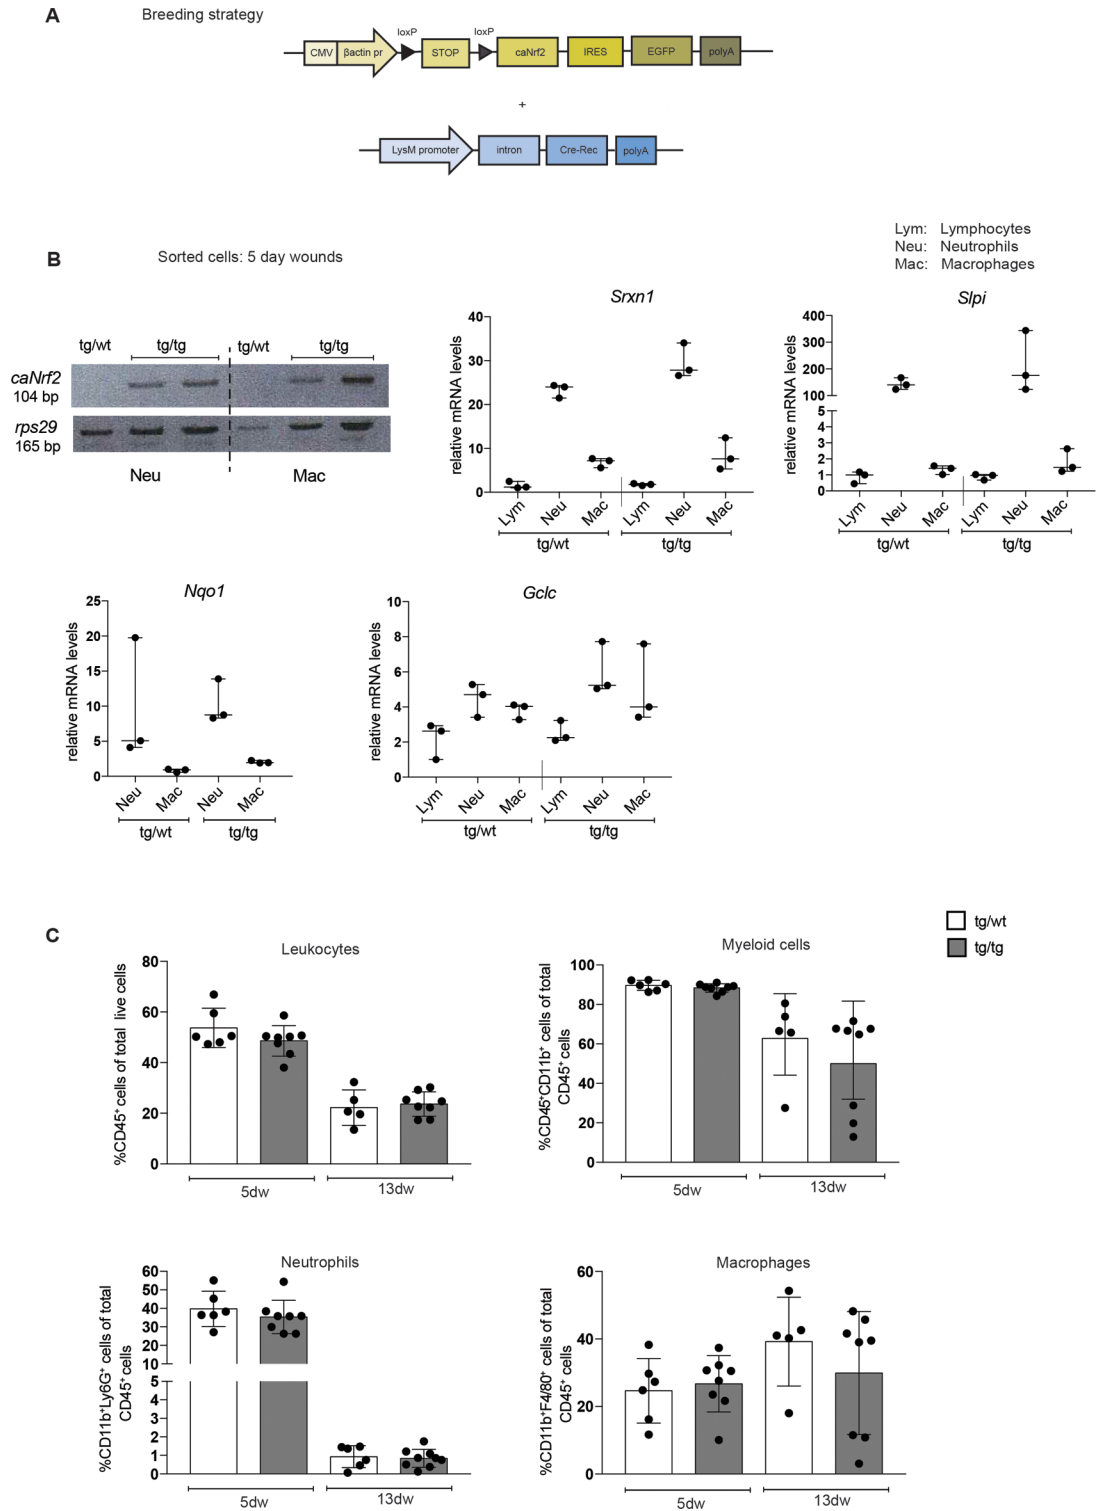 A
Breeding strategy
loxP
loxP
CMV
βactin pr
STOP
caNrf2
IRES
EGFP
polyA
+
LysM promoter
intron
Cre-Rec
polyA
Lym: Lymphocytes
Neu: Neutrophils
Mac: Macrophages
B
Sorted cells: 5 day wounds
tg/wt
tg/tg
tg/wt
tg/tg
caNrf2
104 bp
rps29
165 bp
Neu
Mac
Srxn1
relative mRNA levels
40
30
20
10
0
Lym
Neu
Mac
Lym
Neu
Mac
tg/wt
tg/tg
Slpi
relative mRNA levels
400
300
200
100
5
4
3
2
1
0
Lym
Neu
Mac
Lym
Neu
Mac
tg/wt
tg/tg
Nqo1
relative mRNA levels
25
20
15
10
5
0
Neu
Mac
Neu
Mac
tg/wt
tg/tg
Gclc
relative mRNA levels
10
8
6
4
2
0
Lym
Neu
Mac
Lym
Neu
Mac
tg/wt
tg/tg
C
tg/wt
tg/tg
Leukocytes
%CD45⁺ cells of total live cells
80
60
40
20
0
5dw
13dw
Myeloid cells
%CD45⁺CD11b⁺ cells of total
CD45⁺ cells
100
80
60
40
20
0
5dw
13dw
Neutrophils
%CD11b⁺Ly6G⁺ cells of total
CD45⁺ cells
60
50
40
30
20
10
5
4
3
2
1
0
5dw
13dw
Macrophages
%CD11b⁺F4/80⁺ cells of total
CD45⁺ cells
60
40
20
0
5dw
13dw